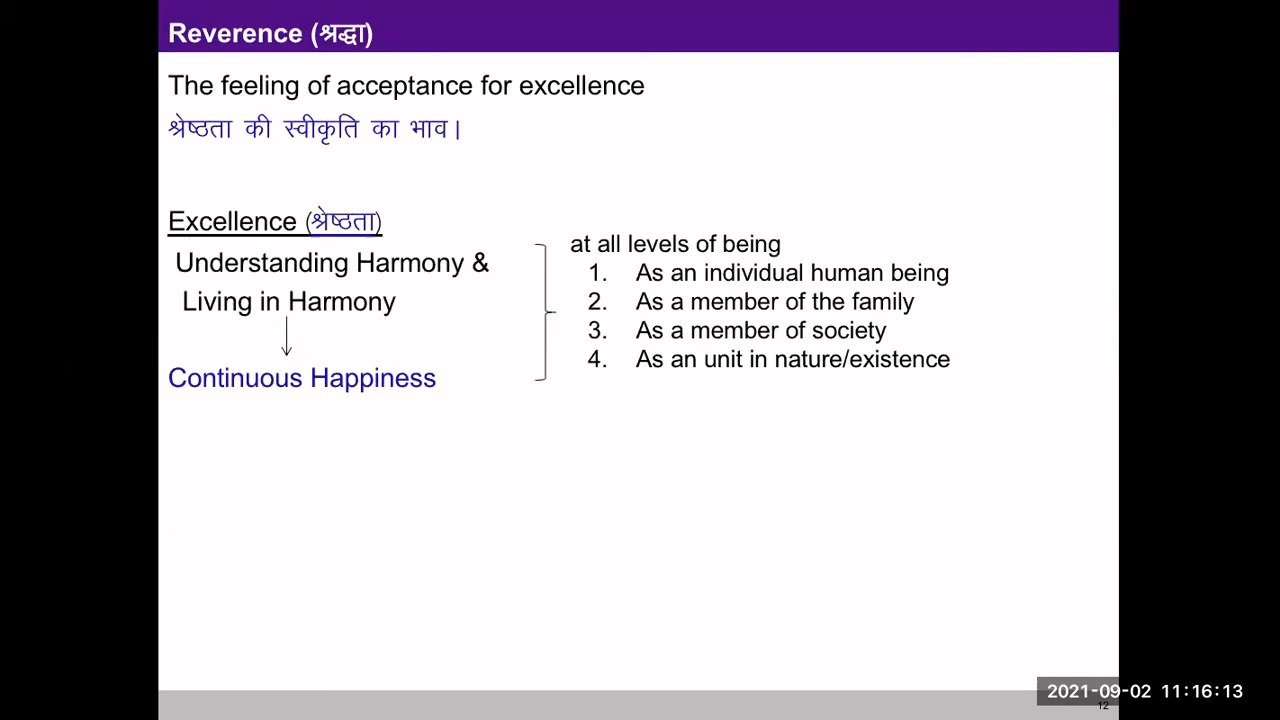 Reverence (श्रद्धा)
The feeling of acceptance for excellence
श्रेष्ठता की स्वीकृति का भाव।
Excellence (श्रेष्ठता)
Understanding Harmony &
Living in Harmony
Continuous Happiness
at all levels of being
1. As an individual human being
2. As a member of the family
3. As a member of society
4. As an unit in nature/existence
2021-09-02 11:16:13
12